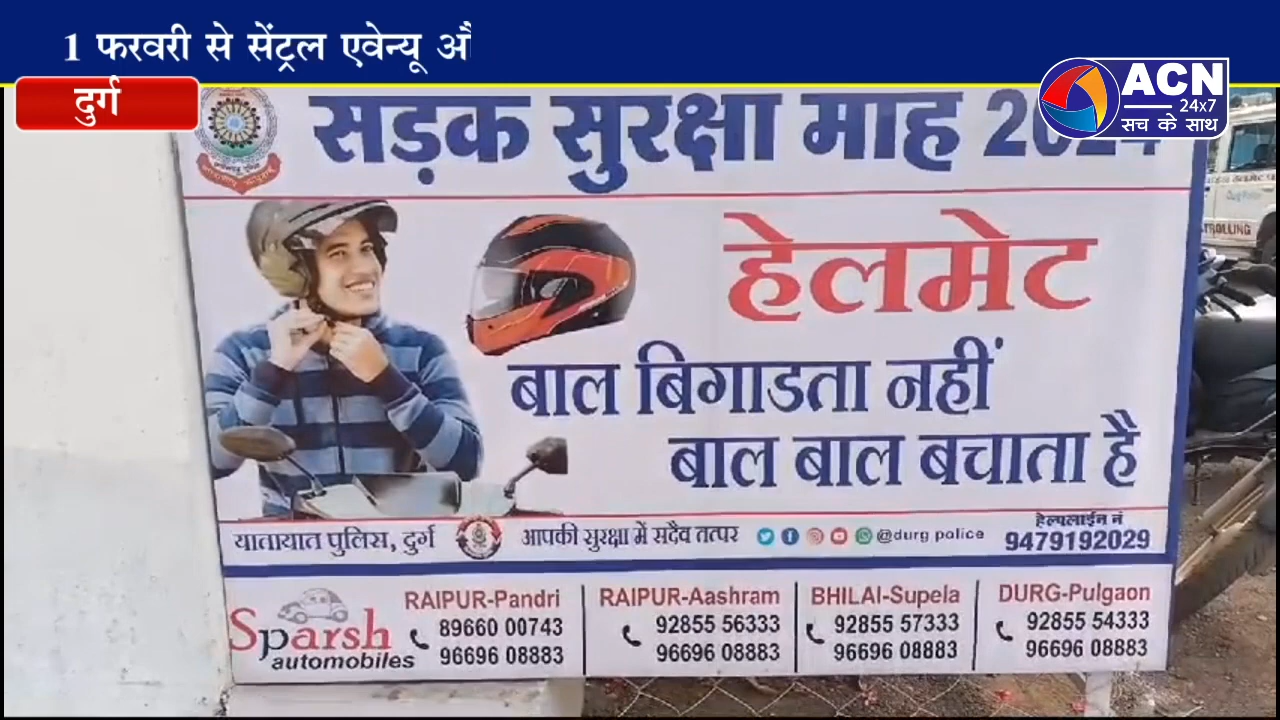 1 फरवरी से सेंट्रल एवेन्यू औ
दुर्ग
ACN
24x7
सच के साथ
सड़क सुरक्षा माह
हेलमेट
बाल बिगाडता नहीं
बाल बाल बचाता है
यातायात पुलिस, दुर्ग
आपकी सुरक्षा में सदैव तत्पर
@durg police
हेल्पलाईन नं
9479192029
Sparsh
automobiles
RAIPUR-Pandri
89660 00743
96696 08883
RAIPUR-Aashram
92855 56333
96696 08883
BHILAI-Supela
92855 57333
96696 08883
DURG-Pulgaon
92855 54333
96696 08883